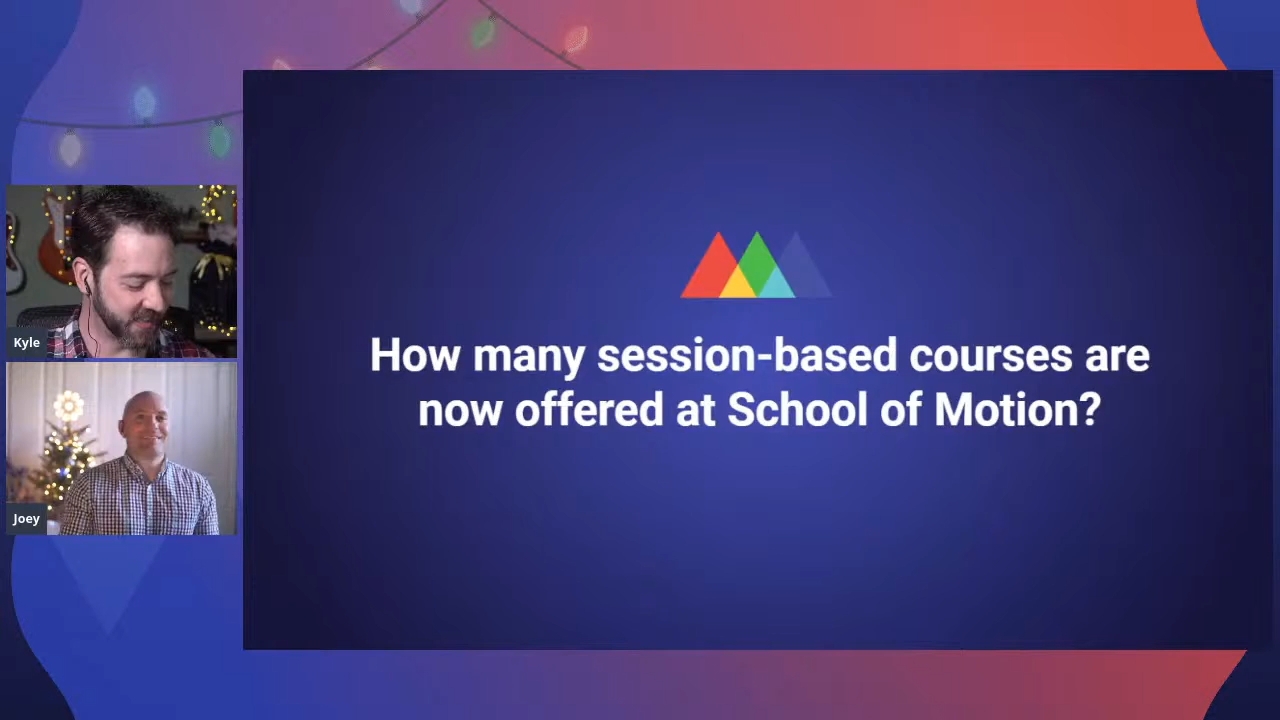 Kyle
Joey
How many session-based courses are
now offered at School of Motion?